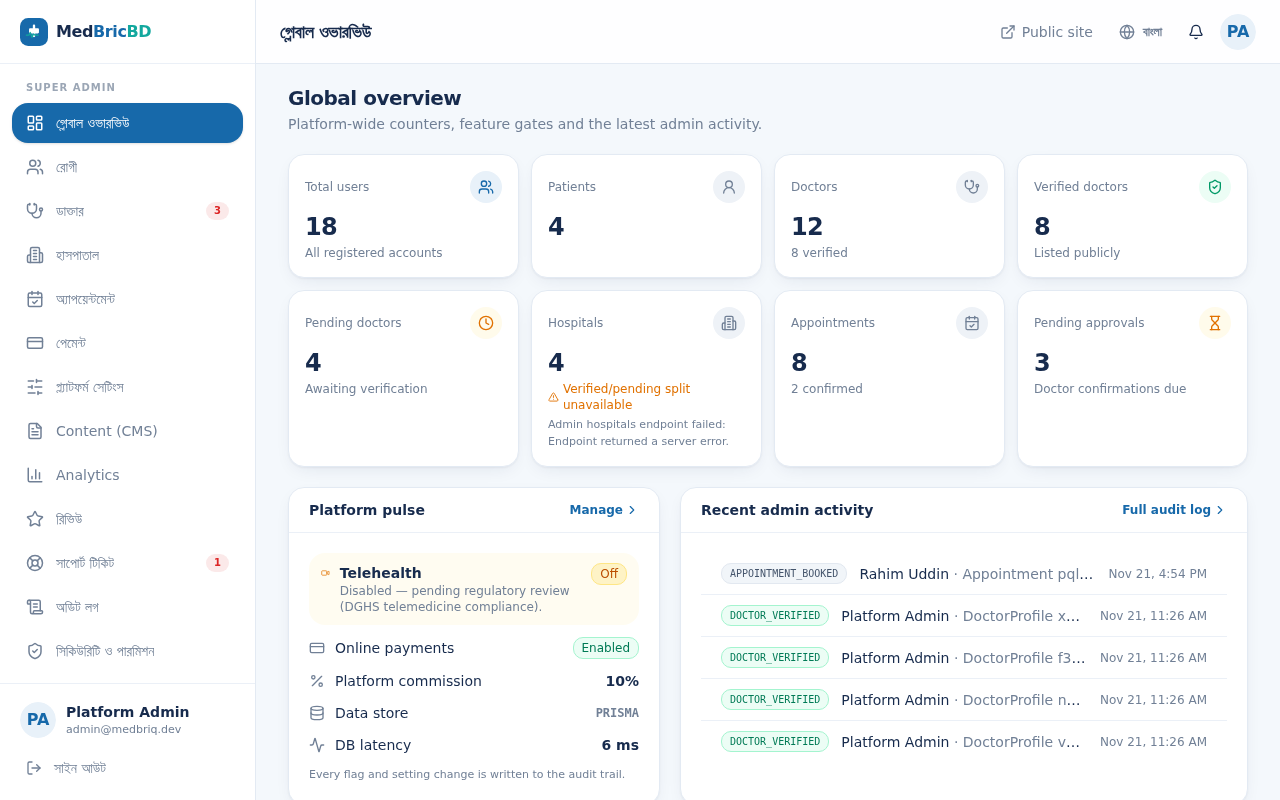 MedBricBD
SUPER ADMIN
গ্লোবাল ওভারভিউ
রোগী
ডাক্তার 3
হাসপাতাল
অ্যাপয়েন্টমেন্ট
পেমেন্ট
প্ল্যাটফর্ম সেটিংস
Content (CMS)
Analytics
রিভিউ
সাপোর্ট টিকিট 1
অডিট লগ
সিকিউরিটি ও পারমিশন
PA
Platform Admin
admin@medbriq.dev
সাইন আউট
গ্লোবাল ওভারভিউ
Public site
বাংলা
PA
Global overview
Platform-wide counters, feature gates and the latest admin activity.
Total users
18
All registered accounts
Patients
4
Doctors
12
8 verified
Verified doctors
8
Listed publicly
Pending doctors
4
Awaiting verification
Hospitals
4
Verified/pending split
unavailable
Admin hospitals endpoint failed:
Endpoint returned a server error.
Appointments
8
2 confirmed
Pending approvals
3
Doctor confirmations due
Platform pulse
Manage
Telehealth
Off
Disabled — pending regulatory review
(DGHS telemedicine compliance).
Online payments Enabled
Platform commission 10%
Data store PRISMA
DB latency 6 ms
Every flag and setting change is written to the audit trail.
Recent admin activity
Full audit log
APPOINTMENT_BOOKED Rahim Uddin · Appointment pql... Nov 21, 4:54 PM
DOCTOR_VERIFIED Platform Admin · DoctorProfile x... Nov 21, 11:26 AM
DOCTOR_VERIFIED Platform Admin · DoctorProfile f3... Nov 21, 11:26 AM
DOCTOR_VERIFIED Platform Admin · DoctorProfile n... Nov 21, 11:26 AM
DOCTOR_VERIFIED Platform Admin · DoctorProfile v... Nov 21, 11:26 AM